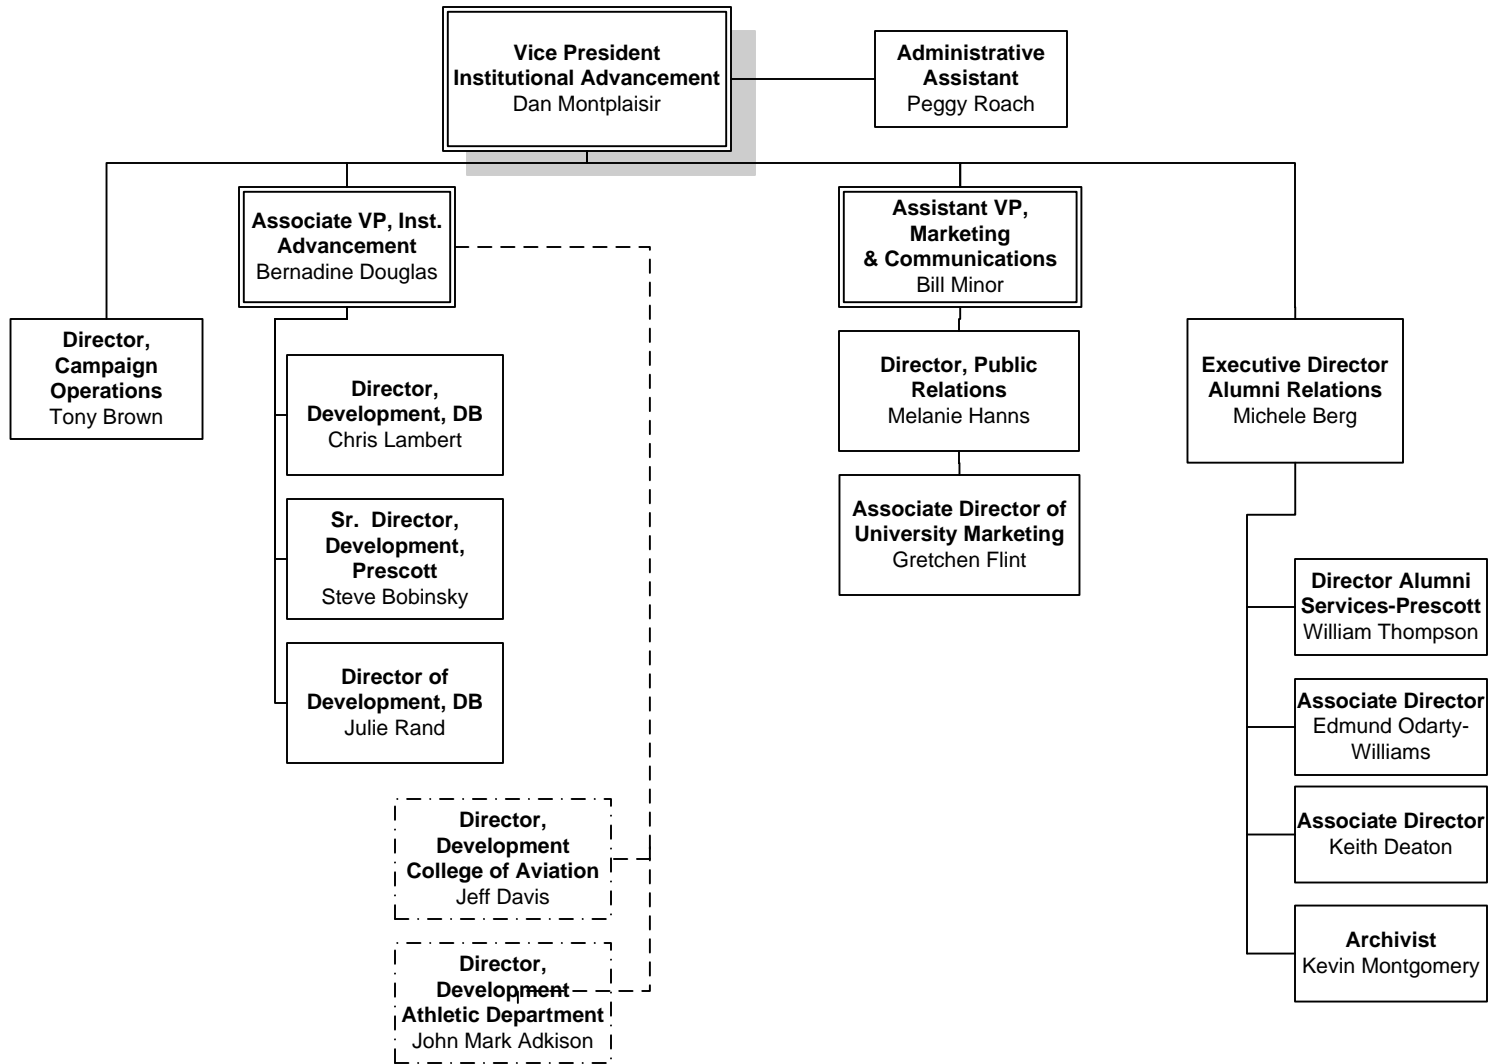 Vice President
Institutional Advancement
Dan Montplaisir
Administrative
Assistant
Peggy Roach
Director,
Campaign
Operations
Tony Brown
Associate VP, Inst.
Advancement
Bernadine Douglas
Director,
Development, DB
Chris Lambert
Sr. Director,
Development,
Prescott
Steve Bobinsky
Director of
Development, DB
Julie Rand
Director,
Development
College of Aviation
Jeff Davis
Director,
Development
Athletic Department
John Mark Adkison
Assistant VP,
Marketing
& Communications
Bill Minor
Director, Public
Relations
Melanie Hanns
Associate Director of
University Marketing
Gretchen Flint
Executive Director
Alumni Relations
Michele Berg
Director Alumni
Services-Prescott
William Thompson
Associate Director
Edmund Odarty-
Williams
Associate Director
Keith Deaton
Archivist
Kevin Montgomery